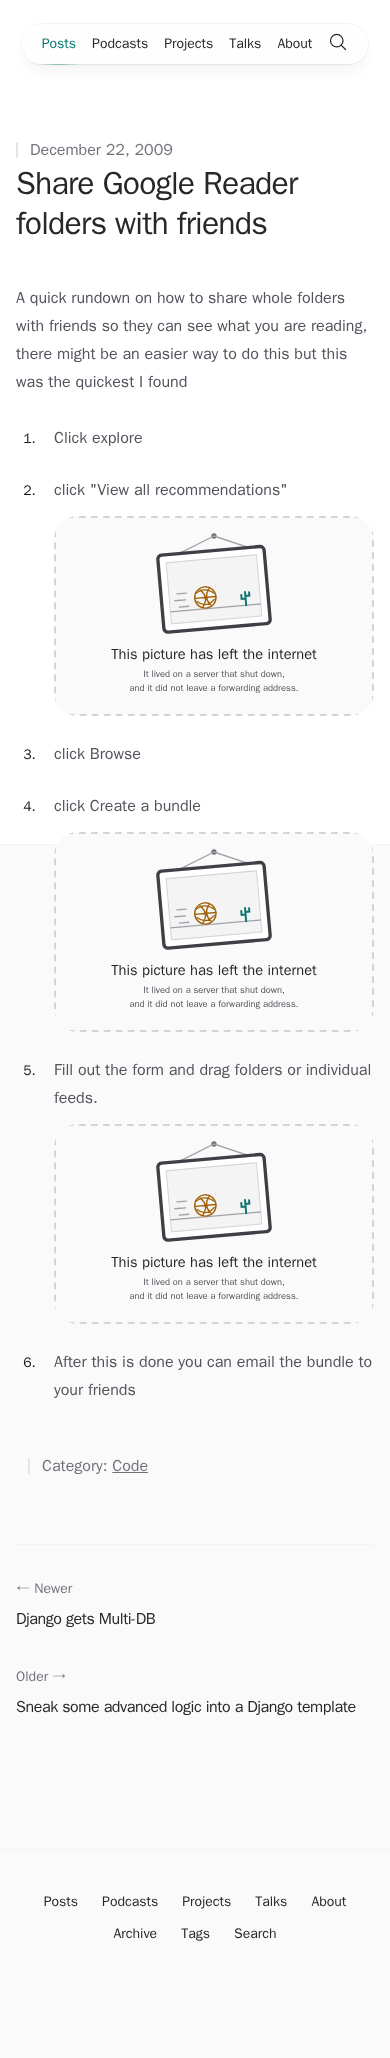 Posts Podcasts Projects Talks About
December 22, 2009
Share Google Reader
folders with friends
A quick rundown on how to share whole folders
with friends so they can see what you are reading,
there might be an easier way to do this but this
was the quickest I found
1. Click explore
2. click "View all recommendations"
This picture has left the internet
It lived on a server that shut down,
and it did not leave a forwarding address.
3. click Browse
4. click Create a bundle
This picture has left the internet
It lived on a server that shut down,
and it did not leave a forwarding address.
5. Fill out the form and drag folders or individual
feeds.
This picture has left the internet
It lived on a server that shut down,
and it did not leave a forwarding address.
6. After this is done you can email the bundle to
your friends
Category: Code
← Newer
Django gets Multi-DB
Older →
Sneak some advanced logic into a Django template
Posts Podcasts Projects Talks About
Archive Tags Search